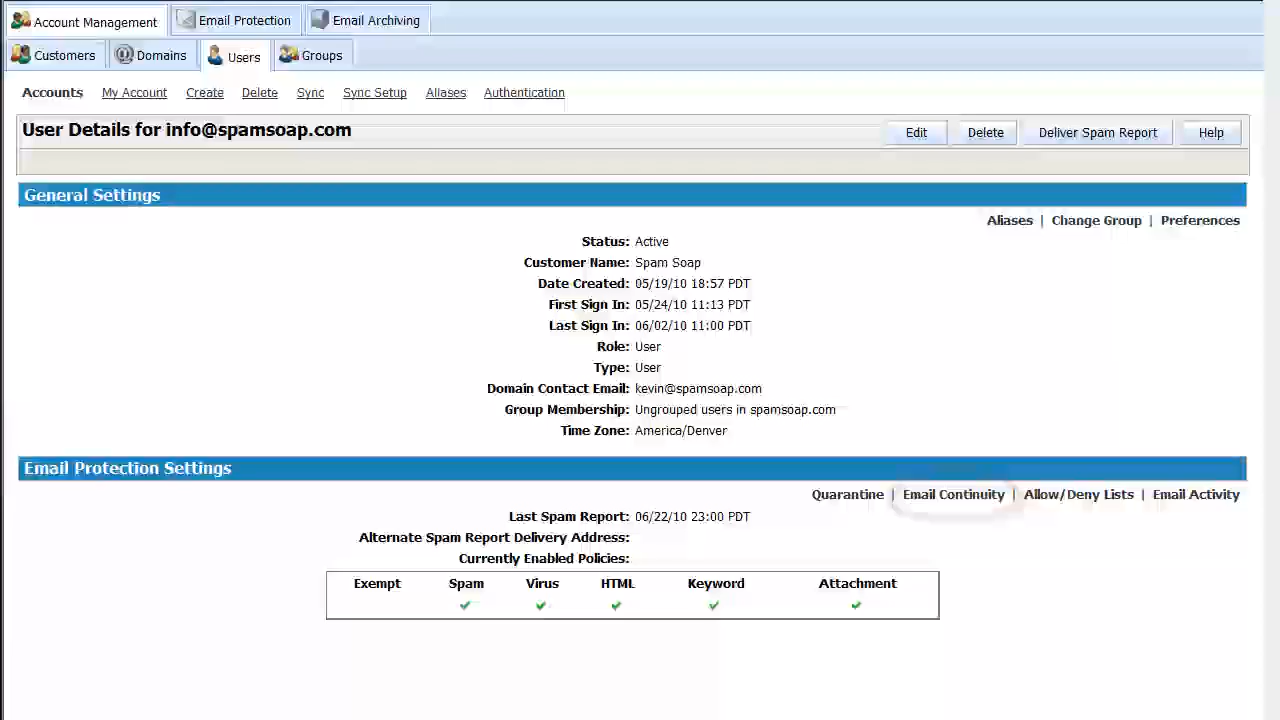 Account Management Email Protection Email Archiving
Customers Domains Users Groups
Accounts My Account Create Delete Sync Sync Setup Aliases Authentication
User Details for info@spamsoap.com Edit Delete Deliver Spam Report Help
General Settings
Aliases | Change Group | Preferences
Status: Active
Customer Name: Spam Soap
Date Created: 05/19/10 18:57 PDT
First Sign In: 05/24/10 11:13 PDT
Last Sign In: 06/02/10 11:00 PDT
Role: User
Type: User
Domain Contact Email: kevin@spamsoap.com
Group Membership: Ungrouped users in spamsoap.com
Time Zone: America/Denver
Email Protection Settings
Quarantine | Email Continuity | Allow/Deny Lists | Email Activity
Last Spam Report: 06/22/10 23:00 PDT
Alternate Spam Report Delivery Address:
Currently Enabled Policies:
Exempt Spam Virus HTML Keyword Attachment